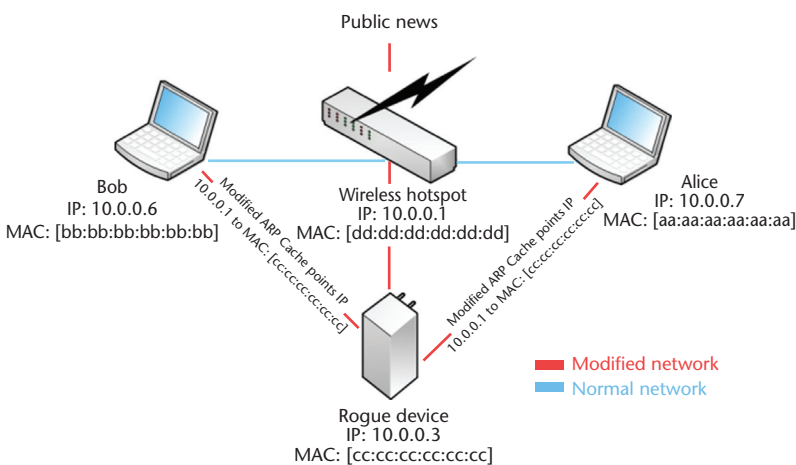 Public news
Bob
IP: 10.0.0.6
MAC: [bb:bb:bb:bb:bb:bb]
Wireless hotspot
IP: 10.0.0.1
MAC: [dd:dd:dd:dd:dd:dd]
Alice
IP: 10.0.0.7
MAC: [aa:aa:aa:aa:aa:aa]
Modified ARP Cache points IP
10.0.0.1 to MAC: [cc:cc:cc:cc:cc:cc]
Modified ARP Cache points IP
10.0.0.1 to MAC: [cc:cc:cc:cc:cc:cc]
Modified network
Normal network
Rogue device
IP: 10.0.0.3
MAC: [cc:cc:cc:cc:cc:cc]